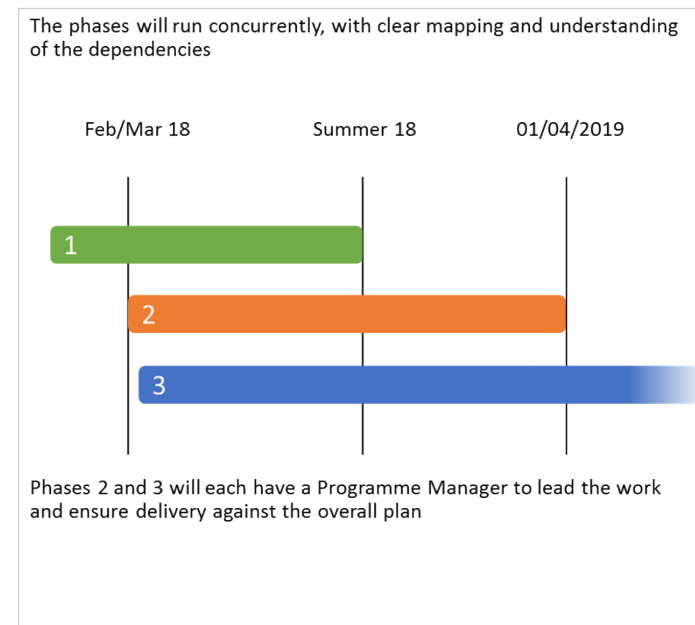 The phases will run concurrently, with clear mapping and understanding
of the dependencies
Feb/Mar 18
Summer 18
01/04/2019
1
2
3
Phases 2 and 3 will each have a Programme Manager to lead the work
and ensure delivery against the overall plan